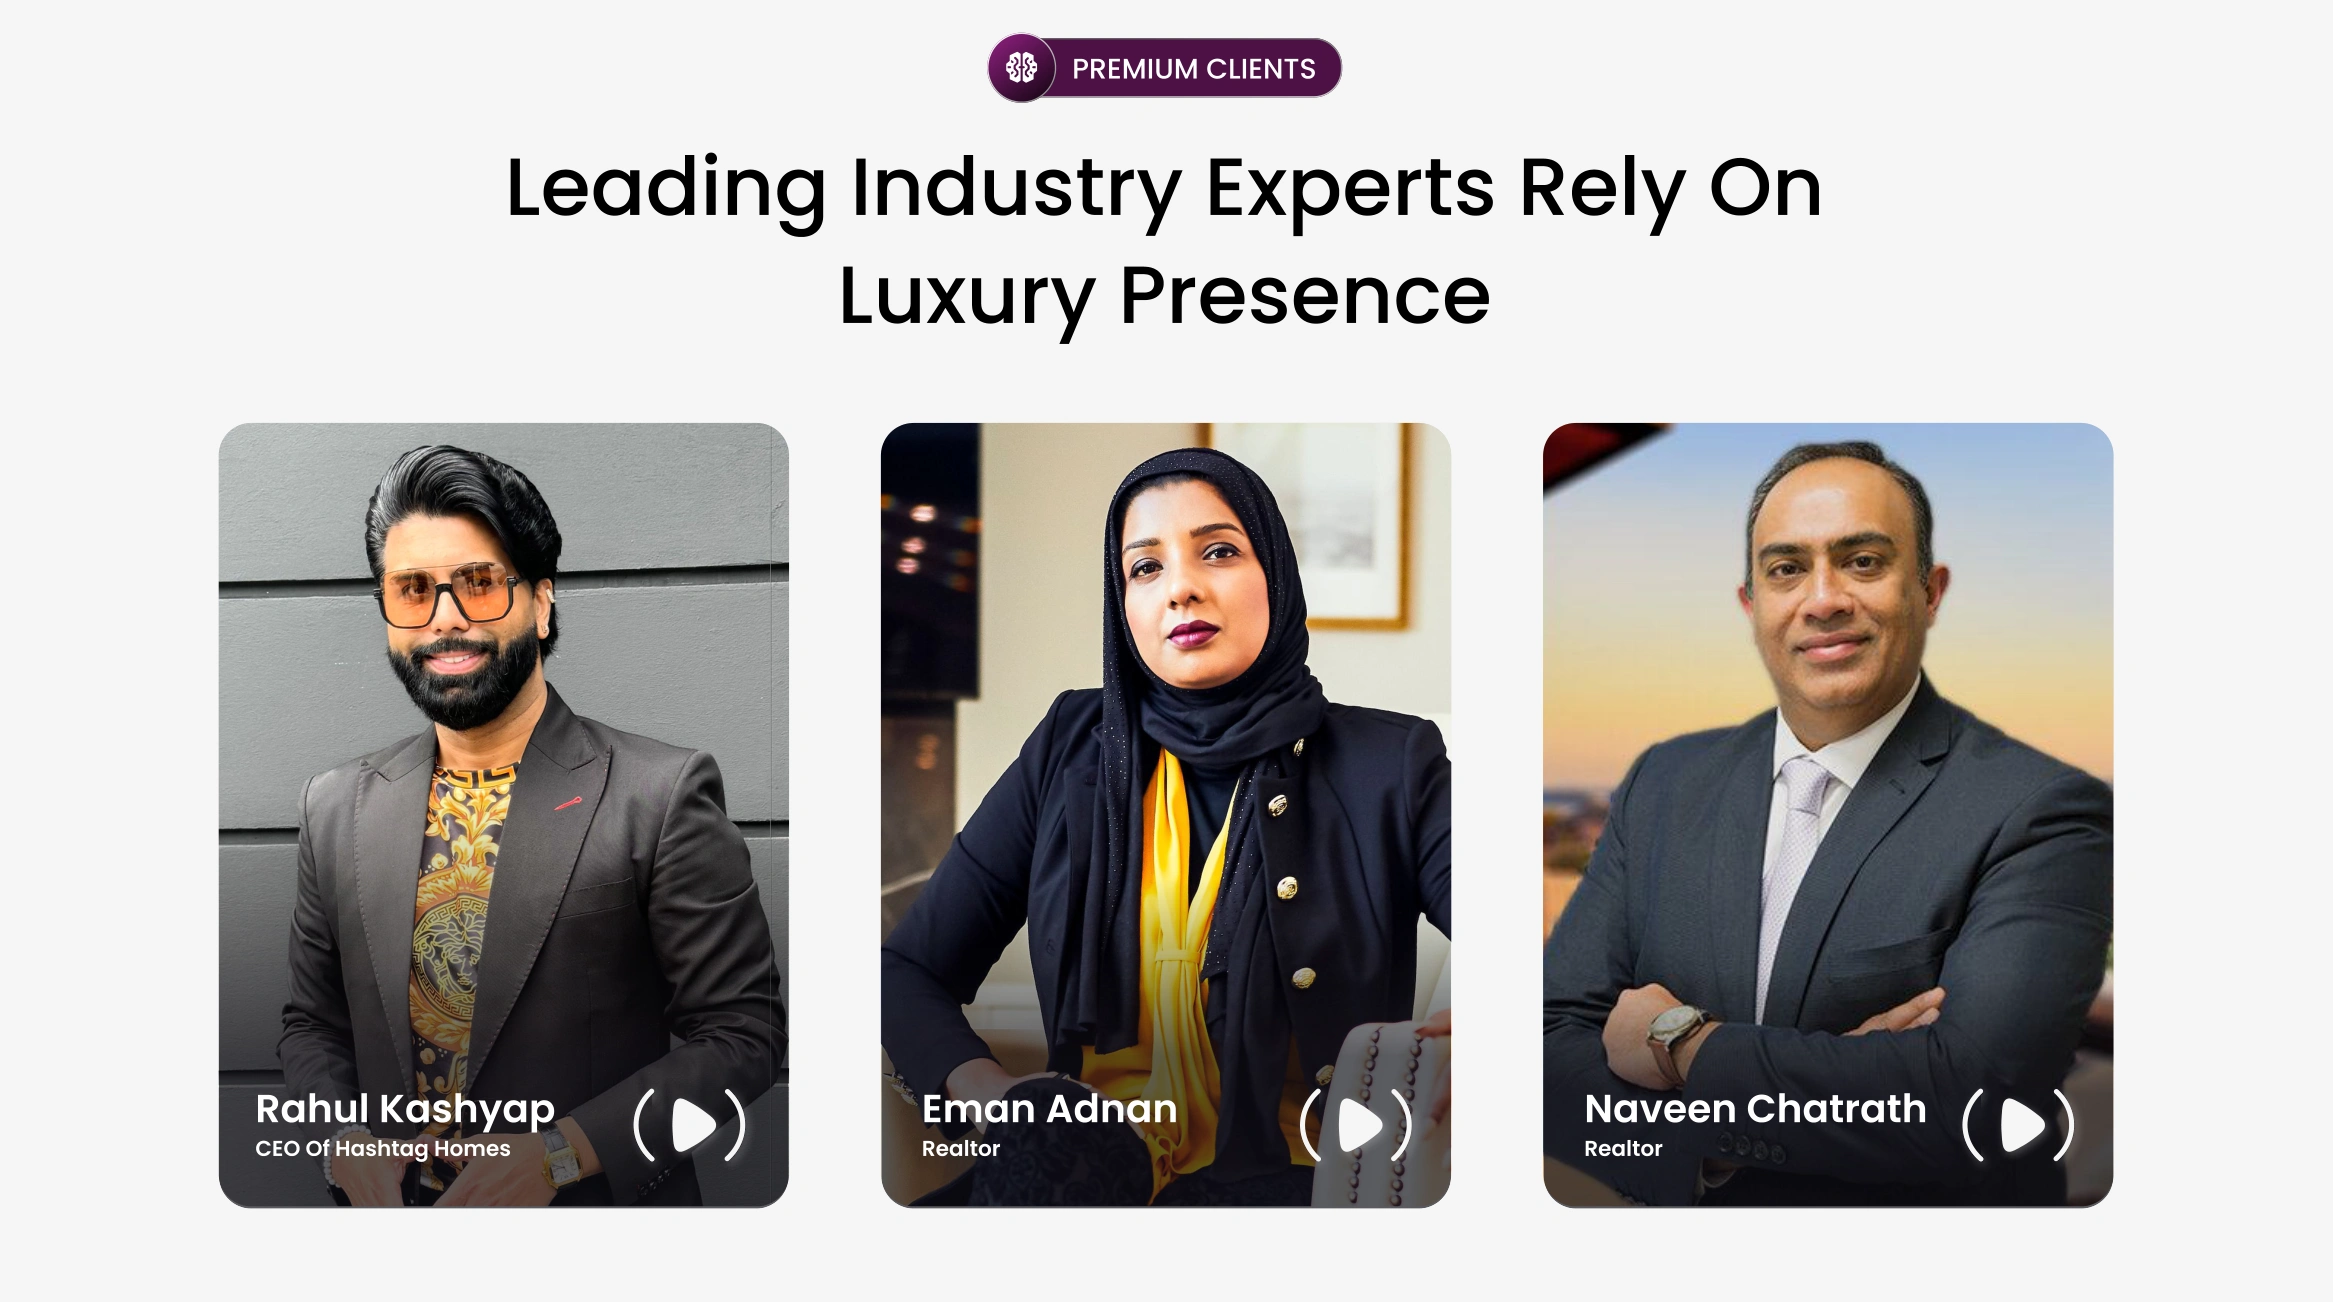 PREMIUM CLIENTS
Leading Industry Experts Rely On
Luxury Presence
Rahul Kashyap
CEO Of Hashtag Homes
Eman Adnan
Realtor
Naveen Chatrath
Realtor